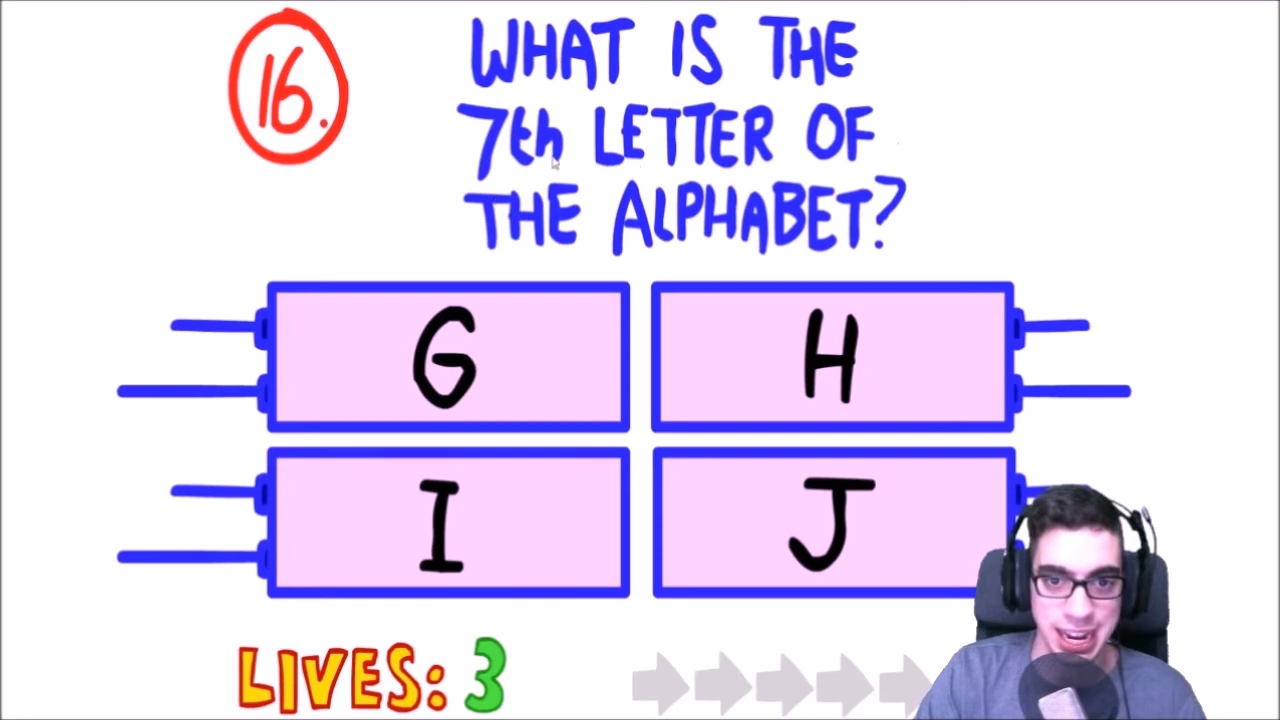 16.
WHAT IS THE
7th LETTER OF
THE ALPHABET?
G
H
I
J
LIVES: 3